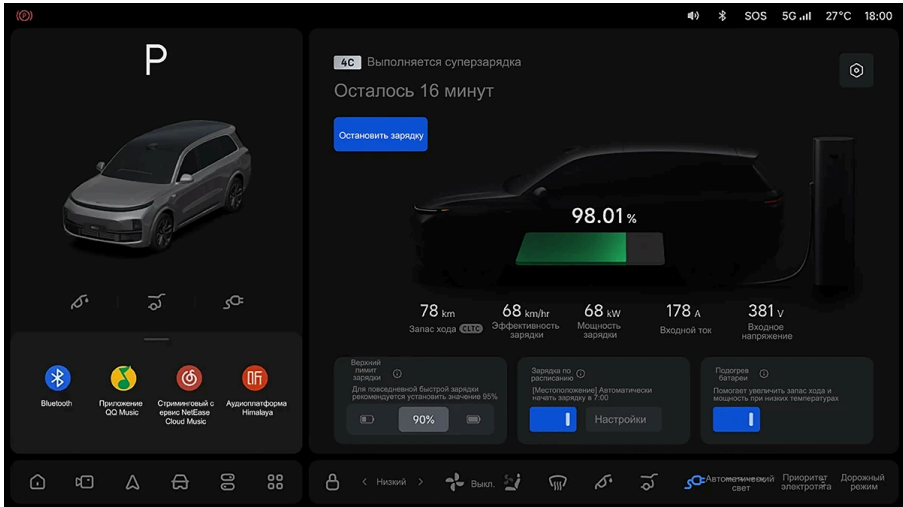 (P)
SOS 5G 27°C 18:00
P
4C Выполняется суперзарядка
Осталось 16 минут
Остановить зарядку
98.01 %
78 km
Запас хода CLTC
68 km/hr
Эффективность
зарядки
68 kW
Мощность
зарядки
178 A
Входной ток
381 V
Входное
напряжение
Bluetooth
Приложение
QQ Music
Стриминговый с
ервис NetEase
Cloud Music
Аудиоплатформа
Himalaya
Верхний
лимит
зарядки
Для повседневной быстрой зарядки
рекомендуется установить значение 95%
90%
Зарядка по
расписанию
[Местоположение] Автоматически
начать зарядку в 7:00
Настройки
Подогрев
батареи
Помогает увеличить запас хода и
мощность при низких температурах
Низкий
Выкл.
Автоматический
свет
Приоритет
электротяга
Дорожный
режим